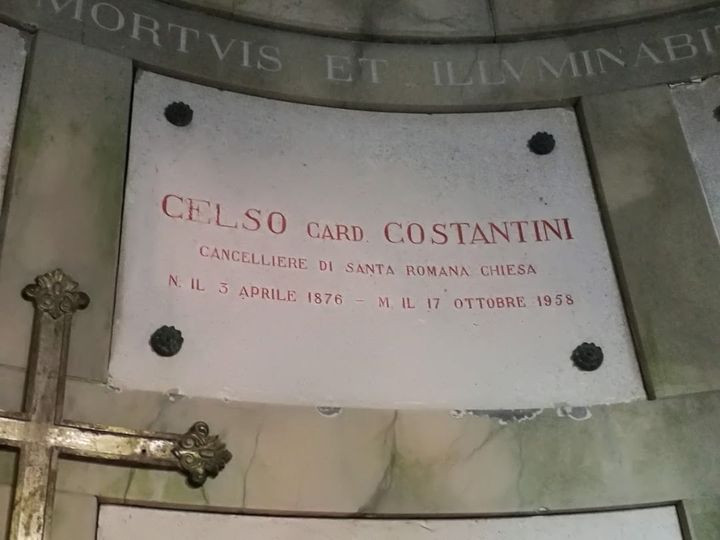 MORTVIS ET ILLVMINABI
CELSO CARD. COSTANTINI
CANCELLIERE DI SANTA ROMANA CHIESA
N. IL 3 APRILE 1876 - M. IL 17 OTTOBRE 1958